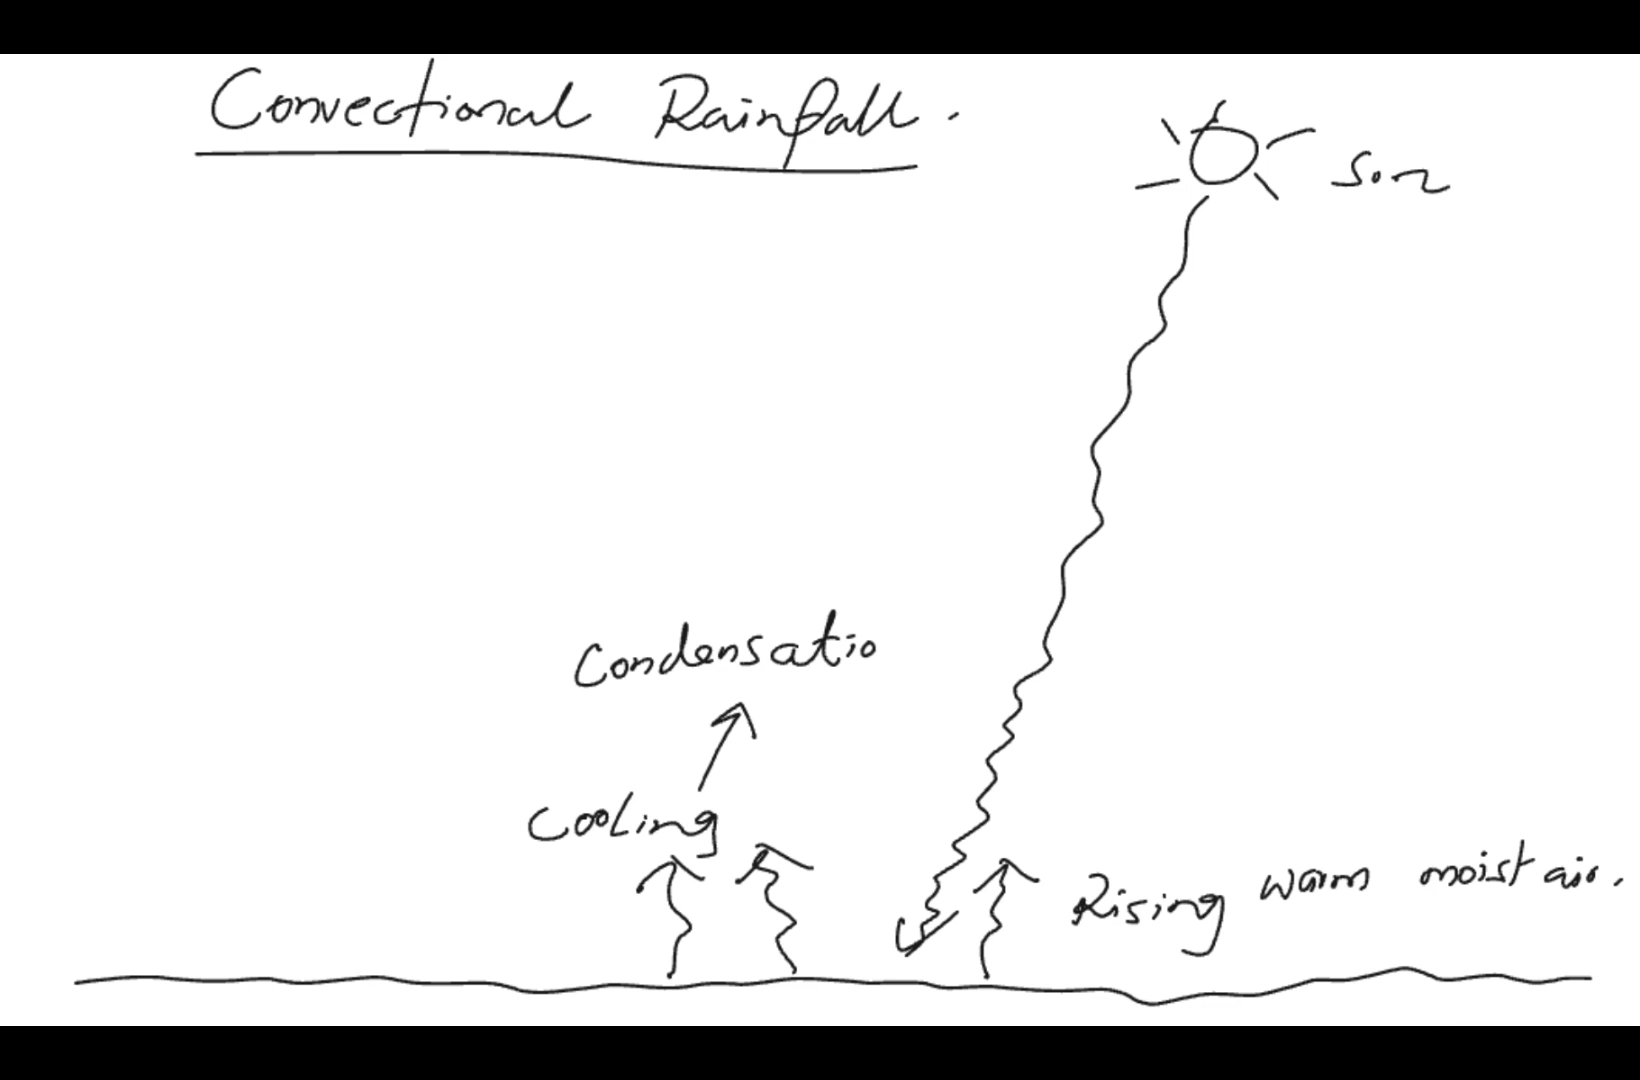 Convectional Rainfall.
Sun
Condensatio
Cooling
Rising warm moist air.